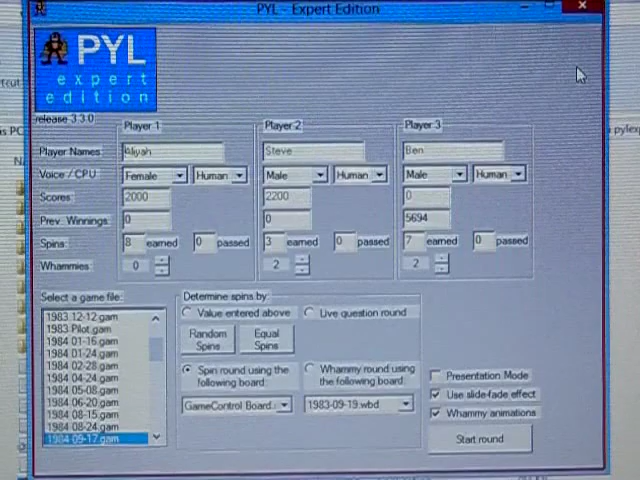 PYL - Expert Edition
PYL
expert
edition
release 3.3.0
Player 1
Player 2
Player 3
Player Names:
Aliyah
Steve
Ben
Voice / CPU
Female
Human
Male
Human
Male
Human
Scores
2000
2200
0
Prev. Winnings
0
0
5694
Spins:
8 earned
0 passed
3 earned
0 passed
7 earned
0 passed
Whammies
0
2
2
Select a game file:
1983 12-12.gam
1983 Pilot.gam
1984 01-16.gam
1984 01-24.gam
1984 02-28.gam
1984 04-24.gam
1984 05-08.gam
1984 06-20.gam
1984 08-15.gam
1984 08-24.gam
1984 09-17.gam
Determine spins by:
Value entered above
Live question round
Random Spins
Equal Spins
Spin round using the
following board:
Whammy round using
the following board:
GameControl Board
1983-09-19.wbd
Presentation Mode
Use slide-fade effect
Whammy animations
Start round